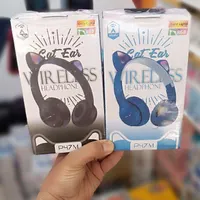 Cat Ear
WIRELESS
HEADPHONE
P47M
Cat Ear
WIRELESS
HEADPHONE
P47M